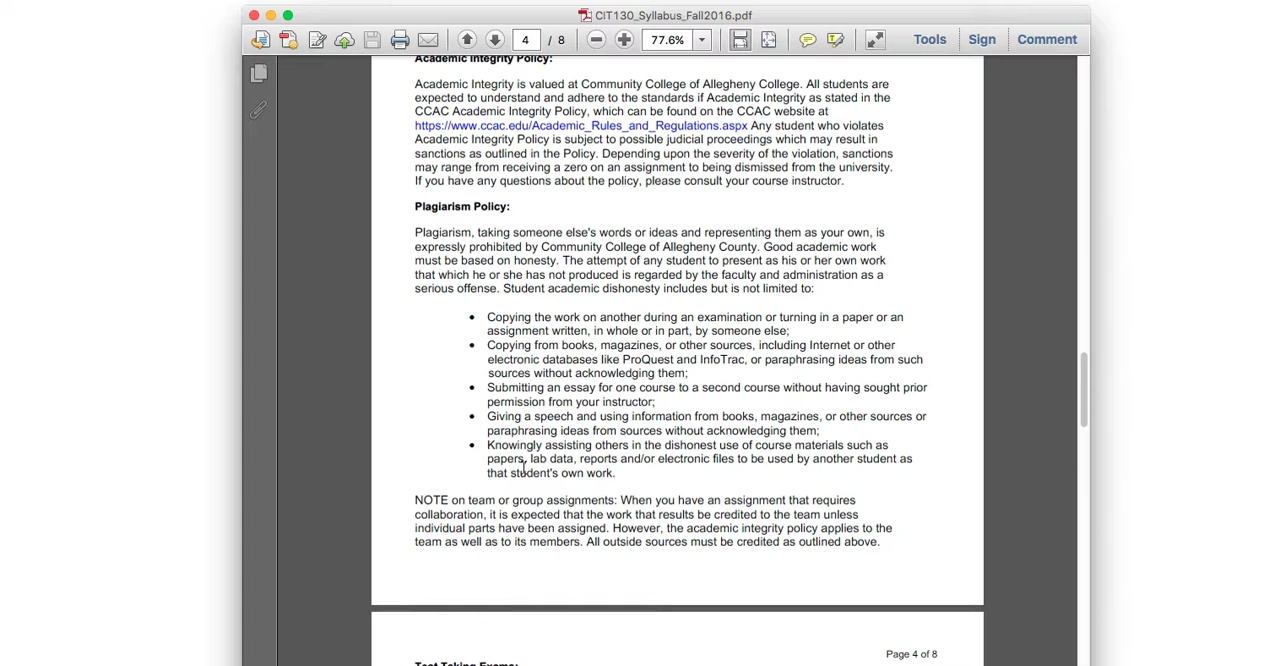 CIT130_Syllabus_Fall2016.pdf
4 / 8 77.6% Tools Sign Comment
Academic Integrity Policy:
Academic Integrity is valued at Community College of Allegheny College. All students are
expected to understand and adhere to the standards if Academic Integrity as stated in the
CCAC Academic Integrity Policy, which can be found on the CCAC website at
https://www.ccac.edu/Academic_Rules_and_Regulations.aspx Any student who violates
Academic Integrity Policy is subject to possible judicial proceedings which may result in
sanctions as outlined in the Policy. Depending upon the severity of the violation, sanctions
may range from receiving a zero on an assignment to being dismissed from the university.
If you have any questions about the policy, please consult your course instructor.
Plagiarism Policy:
Plagiarism, taking someone else's words or ideas and representing them as your own, is
expressly prohibited by Community College of Allegheny County. Good academic work
must be based on honesty. The attempt of any student to present as his or her own work
that which he or she has not produced is regarded by the faculty and administration as a
serious offense. Student academic dishonesty includes but is not limited to:
• Copying the work on another during an examination or turning in a paper or an
assignment written, in whole or in part, by someone else;
• Copying from books, magazines, or other sources, including Internet or other
electronic databases like ProQuest and InfoTrac, or paraphrasing ideas from such
sources without acknowledging them;
• Submitting an essay for one course to a second course without having sought prior
permission from your instructor;
• Giving a speech and using information from books, magazines, or other sources or
paraphrasing ideas from sources without acknowledging them;
• Knowingly assisting others in the dishonest use of course materials such as
papers, lab data, reports and/or electronic files to be used by another student as
that student's own work.
NOTE on team or group assignments: When you have an assignment that requires
collaboration, it is expected that the work that results be credited to the team unless
individual parts have been assigned. However, the academic integrity policy applies to the
team as well as to its members. All outside sources must be credited as outlined above.
Page 4 of 8
Test Taking Exams: